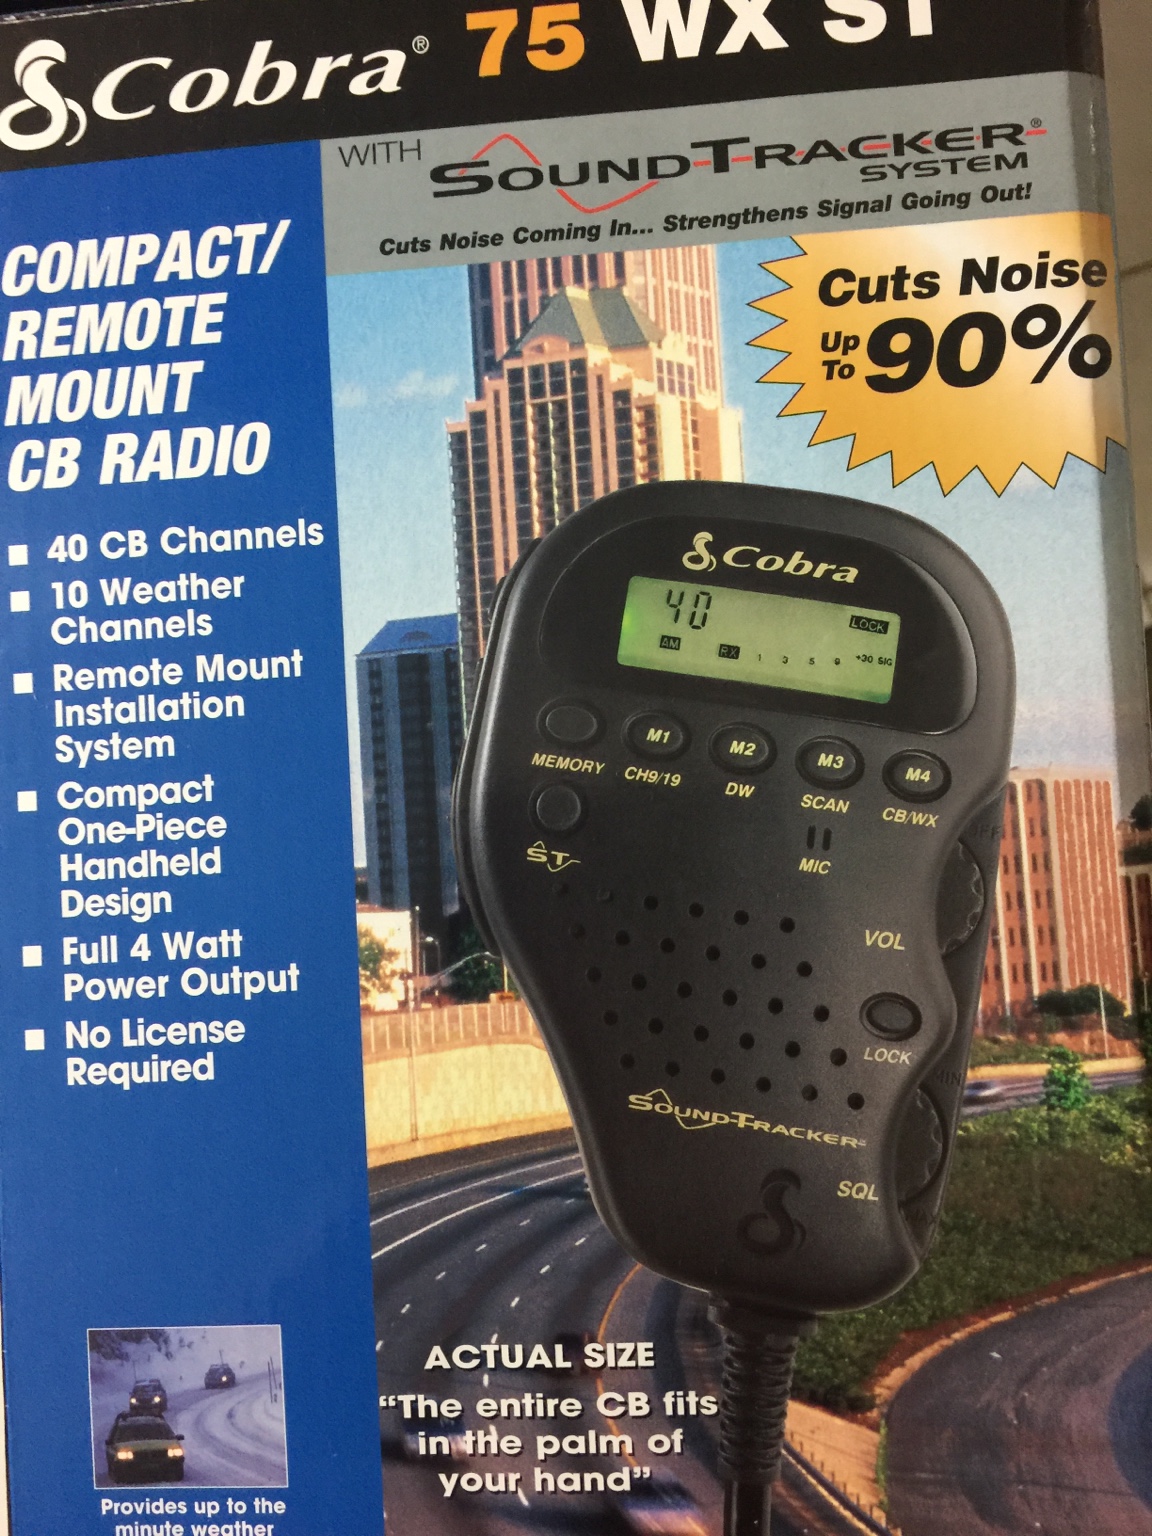 Cobra® 75 WX ST
WITH SOUNDTRACKER®
SYSTEM
Cuts Noise Coming In... Strengthens Signal Going Out!
Cuts Noise
Up To 90%
COMPACT/
REMOTE
MOUNT
CB RADIO
■ 40 CB Channels
■ 10 Weather
Channels
■ Remote Mount
Installation
System
■ Compact
One-Piece
Handheld
Design
■ Full 4 Watt
Power Output
■ No License
Required
Cobra
40 LOCK
AM RX 1 3 5 9 +30 SIG
M1 M2 M3 M4
MEMORY CH9/19 DW SCAN CB/WX
ST
MIC
OFF
VOL
LOCK
MIN
SOUNDTRACKER
SQL
ACTUAL SIZE
“The entire CB fits
in the palm of
your hand”
Provides up to the
minute weather